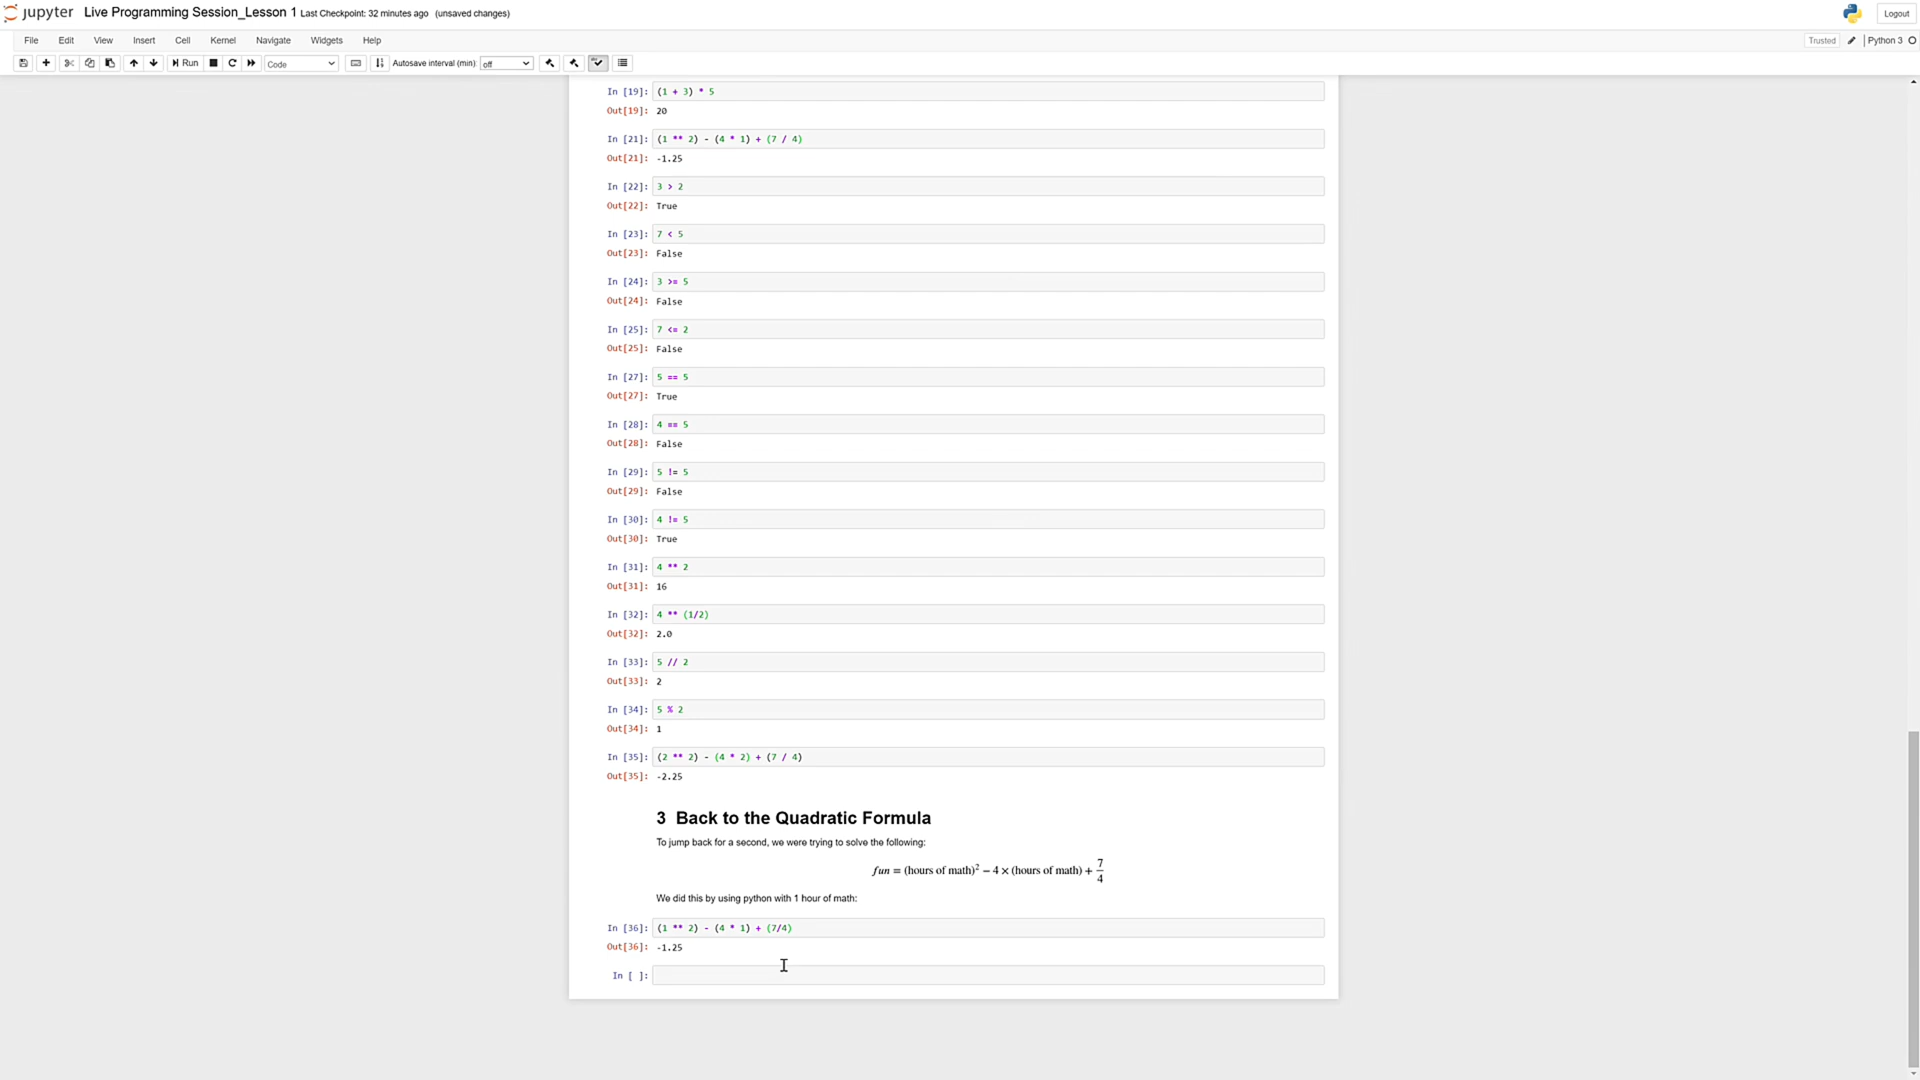 jupyter Live Programming Session_Lesson 1 Last Checkpoint: 32 minutes ago (unsaved changes) Logout
File Edit View Insert Cell Kernel Navigate Widgets Help Trusted Python 3
Run Code Autosave interval (min): off
In [19]: (1 + 3) * 5
Out[19]: 20
In [21]: (1 ** 2) - (4 * 1) + (7 / 4)
Out[21]: -1.25
In [22]: 3 > 2
Out[22]: True
In [23]: 7 < 5
Out[23]: False
In [24]: 3 >= 5
Out[24]: False
In [25]: 7 <= 2
Out[25]: False
In [27]: 5 == 5
Out[27]: True
In [28]: 4 == 5
Out[28]: False
In [29]: 5 != 5
Out[29]: False
In [30]: 4 != 5
Out[30]: True
In [31]: 4 ** 2
Out[31]: 16
In [32]: 4 ** (1/2)
Out[32]: 2.0
In [33]: 5 // 2
Out[33]: 2
In [34]: 5 % 2
Out[34]: 1
In [35]: (2 ** 2) - (4 * 2) + (7 / 4)
Out[35]: -2.25
3 Back to the Quadratic Formula
To jump back for a second, we were trying to solve the following:
fun = (hours of math)² − 4 × (hours of math) + 7/4
We did this by using python with 1 hour of math:
In [36]: (1 ** 2) - (4 * 1) + (7/4)
Out[36]: -1.25
In [ ]: